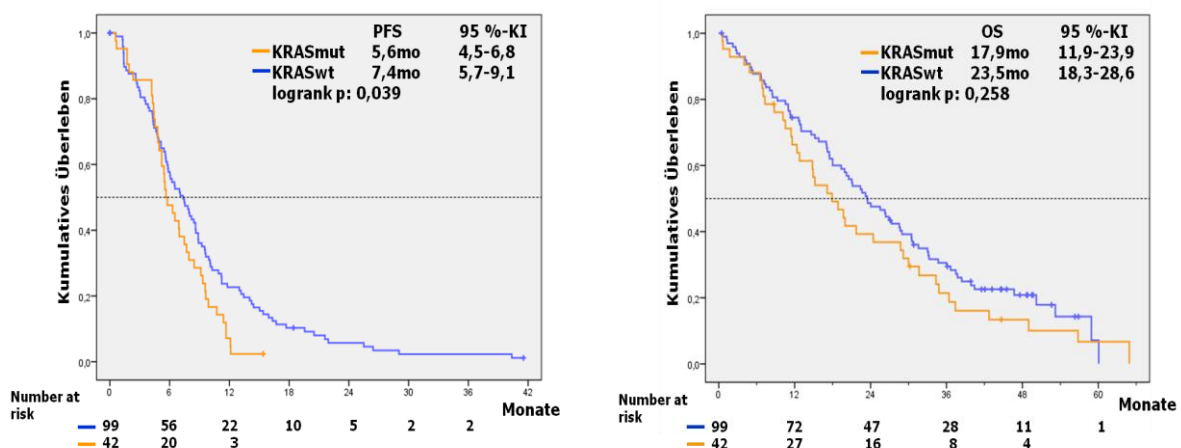 PFS 95 %-KI
KRASmut 5,6mo 4,5-6,8
KRASwt 7,4mo 5,7-9,1
logrank p: 0,039
Kumulatives Überleben
1,0
0,8
0,6
0,4
0,2
0,0
0 6 12 18 24 30 36 42
Monate
Number at
risk
99 56 22 10 5 2 2
42 20 3
OS 95 %-KI
KRASmut 17,9mo 11,9-23,9
KRASwt 23,5mo 18,3-28,6
logrank p: 0,258
Kumulatives Überleben
1,0
0,8
0,6
0,4
0,2
0,0
0 12 24 36 48 60
Monate
Number at
risk
99 72 47 28 11 1
42 27 16 8 4